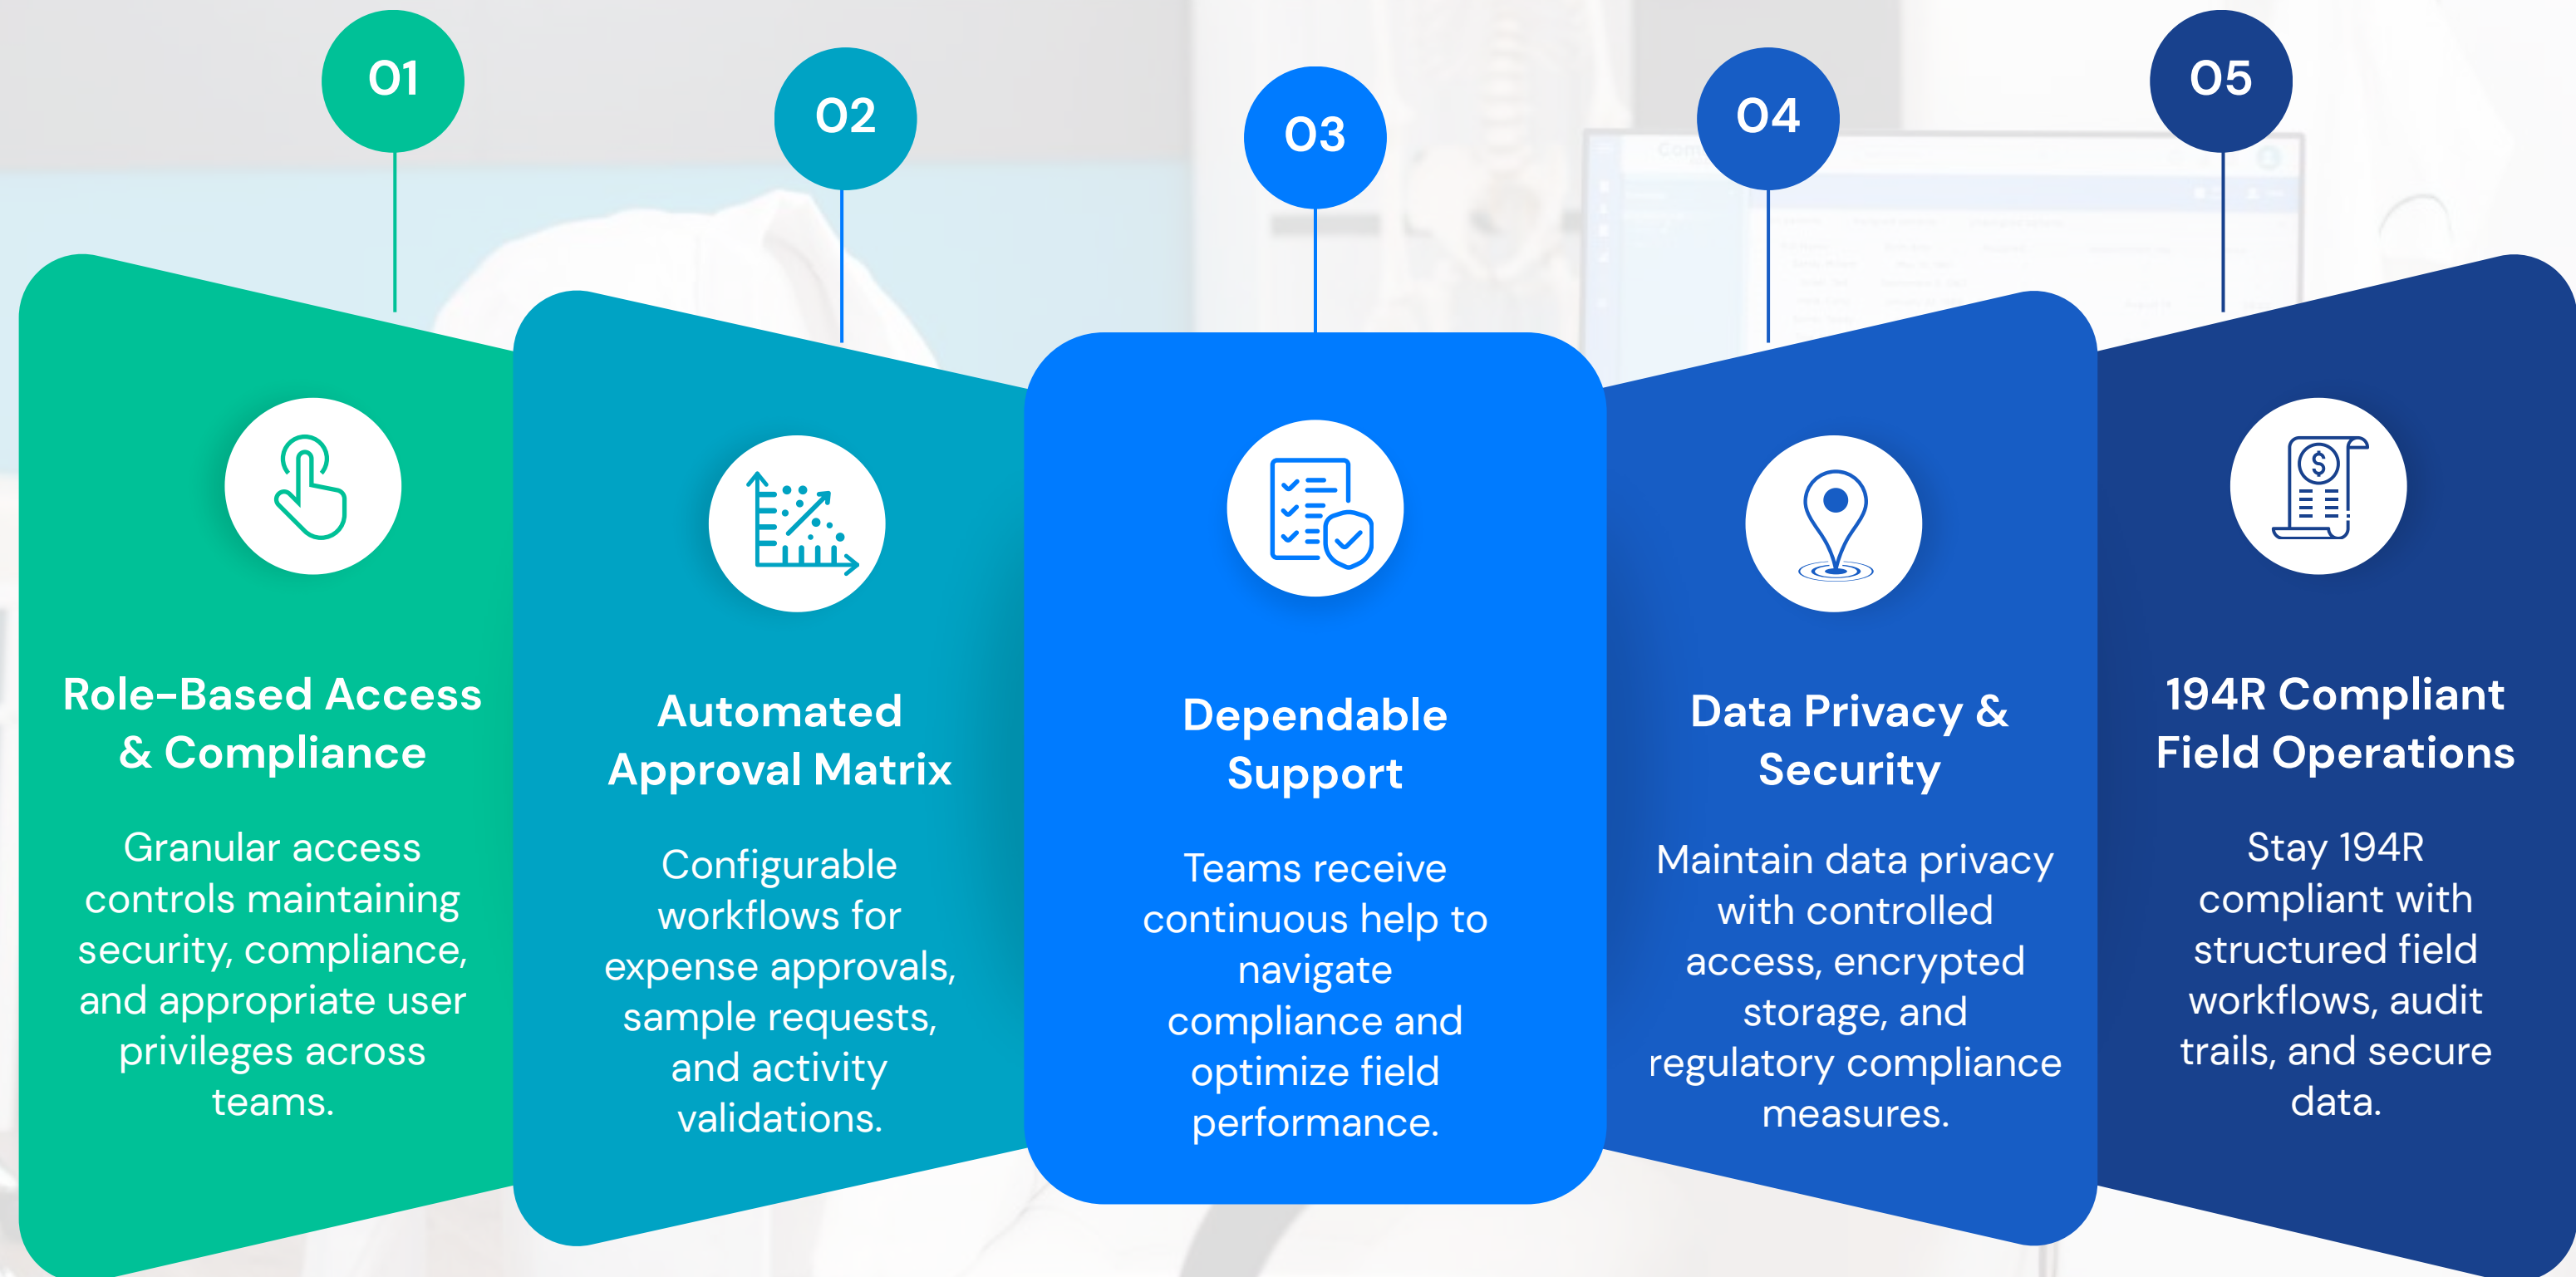 01
Role-Based Access
& Compliance
Granular access
controls maintaining
security, compliance,
and appropriate user
privileges across
teams.
02
Automated
Approval Matrix
Configurable
workflows for
expense approvals,
sample requests,
and activity
validations.
03
Dependable
Support
Teams receive
continuous help to
navigate
compliance and
optimize field
performance.
04
Data Privacy &
Security
Maintain data privacy
with controlled
access, encrypted
storage, and
regulatory compliance
measures.
05
194R Compliant
Field Operations
Stay 194R
compliant with
structured field
workflows, audit
trails, and secure
data.